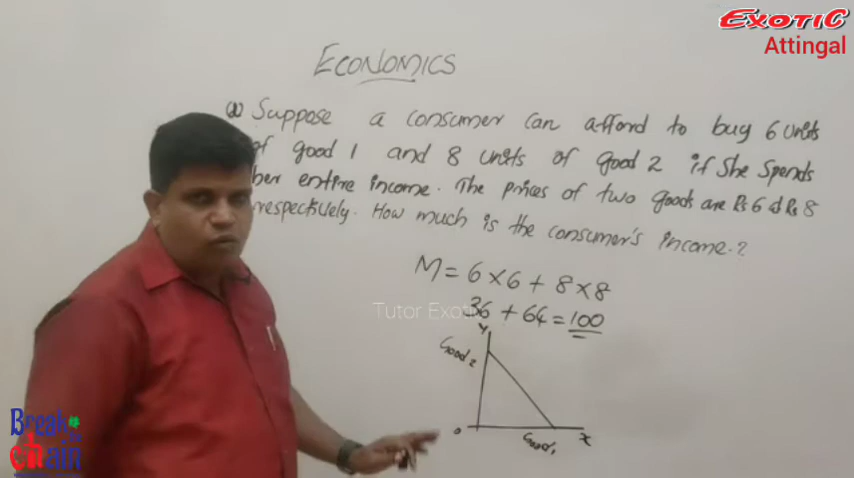 EXOTIC
Attingal
ECONOMICS
Q) Suppose a consumer can afford to buy 6 units
of good 1 and 8 units of good 2 if she spends
her entire income. The prices of two goods are Rs 6 & Rs 8
respectively. How much is the consumer's income.?
M = 6 × 6 + 8 × 8
36 + 64 = 100
Tutor Exotic
Y
Good 2
0
Good 1
X
Break
chain